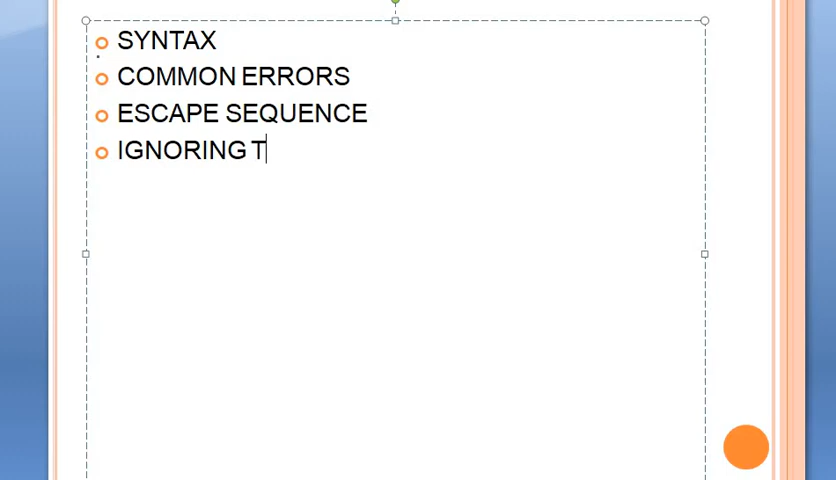 SYNTAX
COMMON ERRORS
ESCAPE SEQUENCE
IGNORING T